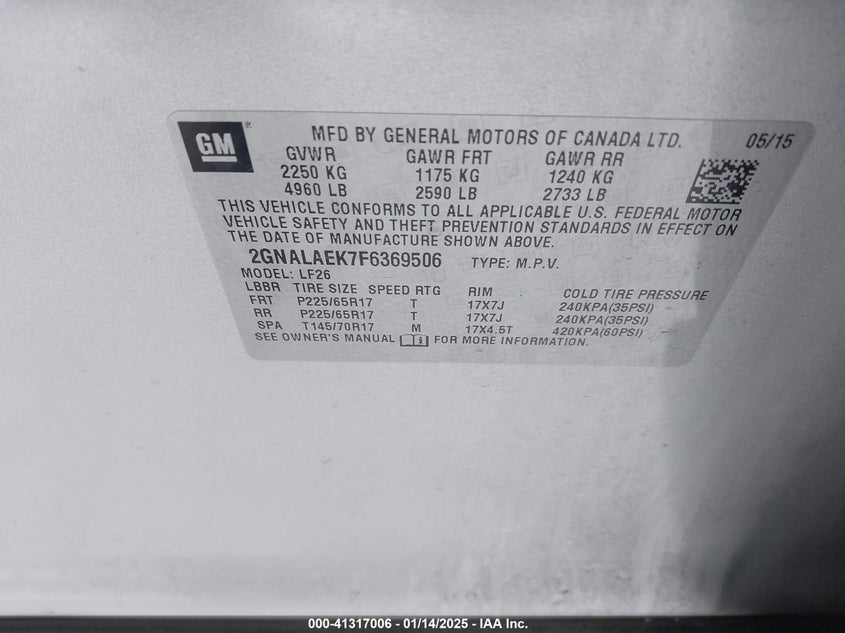 GM
MFD BY GENERAL MOTORS OF CANADA LTD. 05/15
GVWR GAWR FRT GAWR RR
2250 KG 1175 KG 1240 KG
4960 LB 2590 LB 2733 LB
THIS VEHICLE CONFORMS TO ALL APPLICABLE U.S. FEDERAL MOTOR
VEHICLE SAFETY AND THEFT PREVENTION STANDARDS IN EFFECT ON
THE DATE OF MANUFACTURE SHOWN ABOVE.
2GNALAEK7F6369506 TYPE: M.P.V.
MODEL: LF26
LBBR TIRE SIZE SPEED RTG RIM COLD TIRE PRESSURE
FRT P225/65R17 T 17X7J 240KPA(35PSI)
RR P225/65R17 T 17X7J 240KPA(35PSI)
SPA T145/70R17 M 17X4.5T 420KPA(60PSI)
SEE OWNER'S MANUAL FOR MORE INFORMATION.
000-41317006 - 01/14/2025 - IAA Inc.